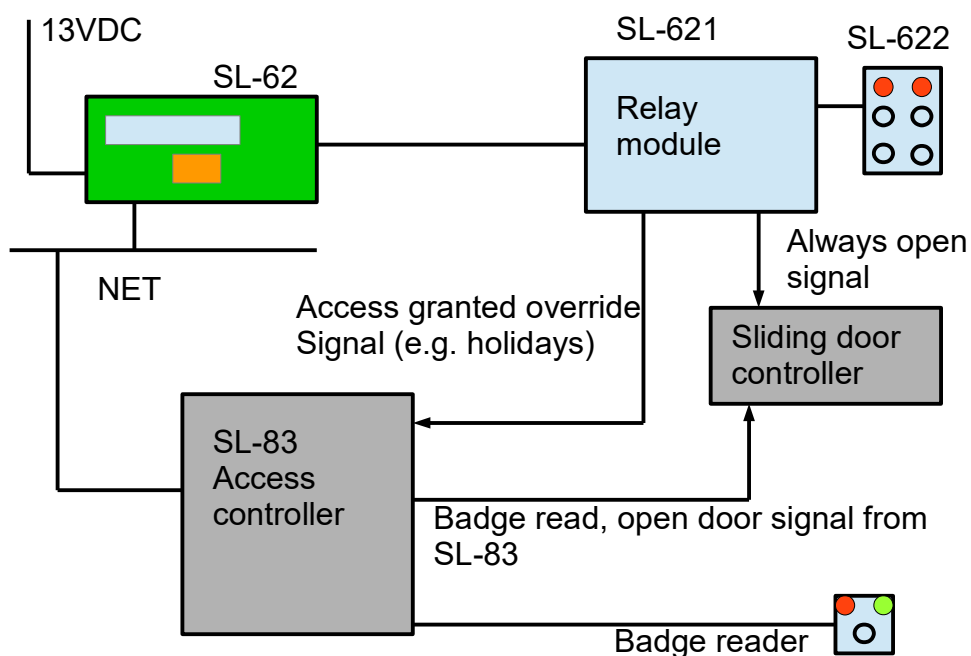 13VDC
SL-621
SL-622
SL-62
Relay
module
Always open
signal
NET
Access granted override
Signal (e.g. holidays)
Sliding door
controller
SL-83
Access
controller
Badge read, open door signal from
SL-83
Badge reader